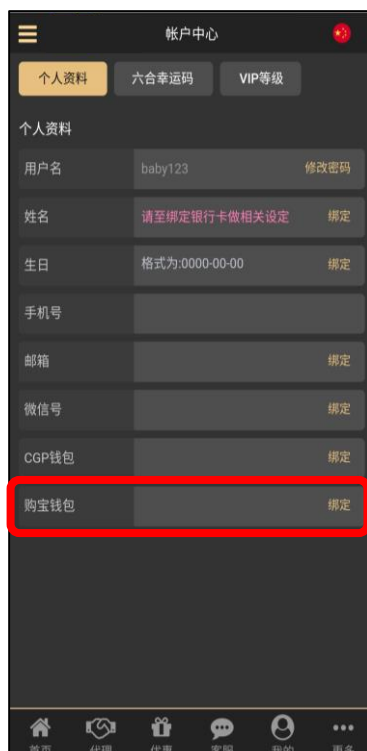 帐户中心
个人资料 六合幸运码 VIP等级
个人资料
用户名 baby123 修改密码
姓名 请至绑定银行卡做相关设定 绑定
生日 格式为:0000-00-00 绑定
手机号
邮箱 绑定
微信号 绑定
CGP钱包 绑定
购宝钱包 绑定
首页 代理 优惠 客服 我的 更多